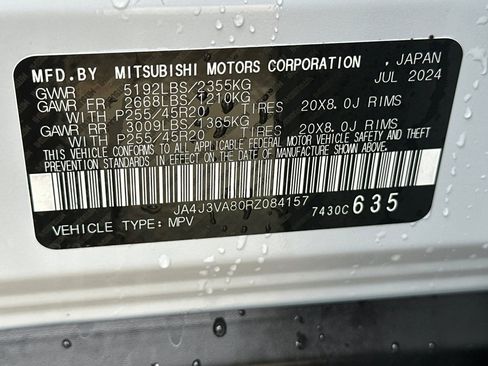 MFD.BY MITSUBISHI MOTORS CORPORATION , JAPAN
GVWR 5192LBS/2355KG JUL 2024
GAWR FR 2668LBS/1210KG
WITH P255/45R20 TIRES 20X8.0J RIMS
GAWR RR 3009LBS/1365KG
WITH P255/45R20 TIRES 20X8.0J RIMS
THIS VEHICLE CONFORMS TO ALL APPLICABLE FEDERAL MOTOR VEHICLE SAFETY AND THEFT
PREVENTION STANDARDS IN EFFECT ON THE DATE OF MANUFACTURE SHOWN ABOVE.
JA4J3VA80RZ084157 7430C 635
VEHICLE TYPE: MPV